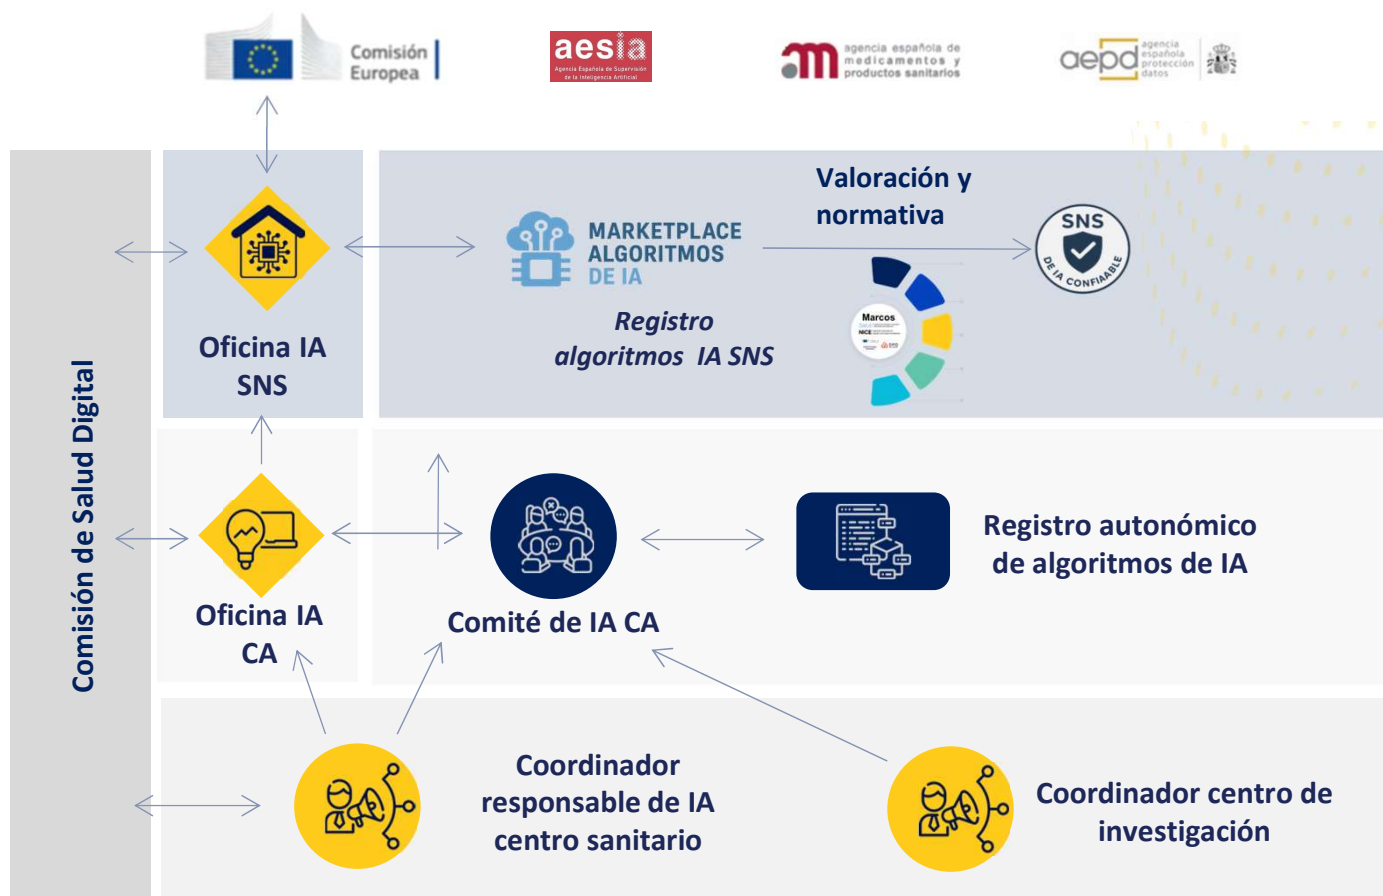 Comisión
Europea
aesia
Agencia Española de Supervisión
de la Inteligencia Artificial
agencia española de
medicamentos y
productos sanitarios
aepd
agencia
española
protección
datos
Comisión de Salud Digital
Oficina IA
SNS
MARKETPLACE
ALGORITMOS
DE IA
Registro
algoritmos IA SNS
Valoración y
normativa
Marcos
NICE
SNS
DE IA CONFIAABLE
Oficina IA
CA
Comité de IA CA
Registro autonómico
de algoritmos de IA
Coordinador
responsable de IA
centro sanitario
Coordinador centro de
investigación